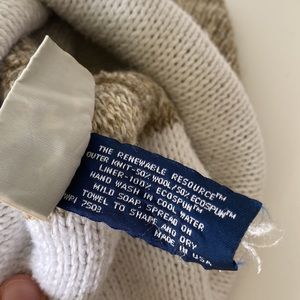 THE RENEWABLE RESOURCE™
OUTER KNIT-50% WOOL/50% ECOSPUN™
LINER-100% ECOSPUN™
HAND WASH IN COOL WATER
MILD SOAP, SPREAD ON
TOWEL TO SHAPE AND DRY
WPL 7503
MADE IN USA